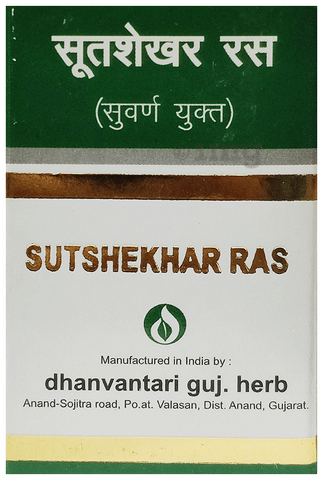 सूतशेखर रस
(सुवर्ण युक्त)
SUTSHEKHAR RAS
Manufactured in India by :
dhanvantari guj. herb
Anand-Sojitra road, Po.at. Valasan, Dist. Anand, Gujarat.